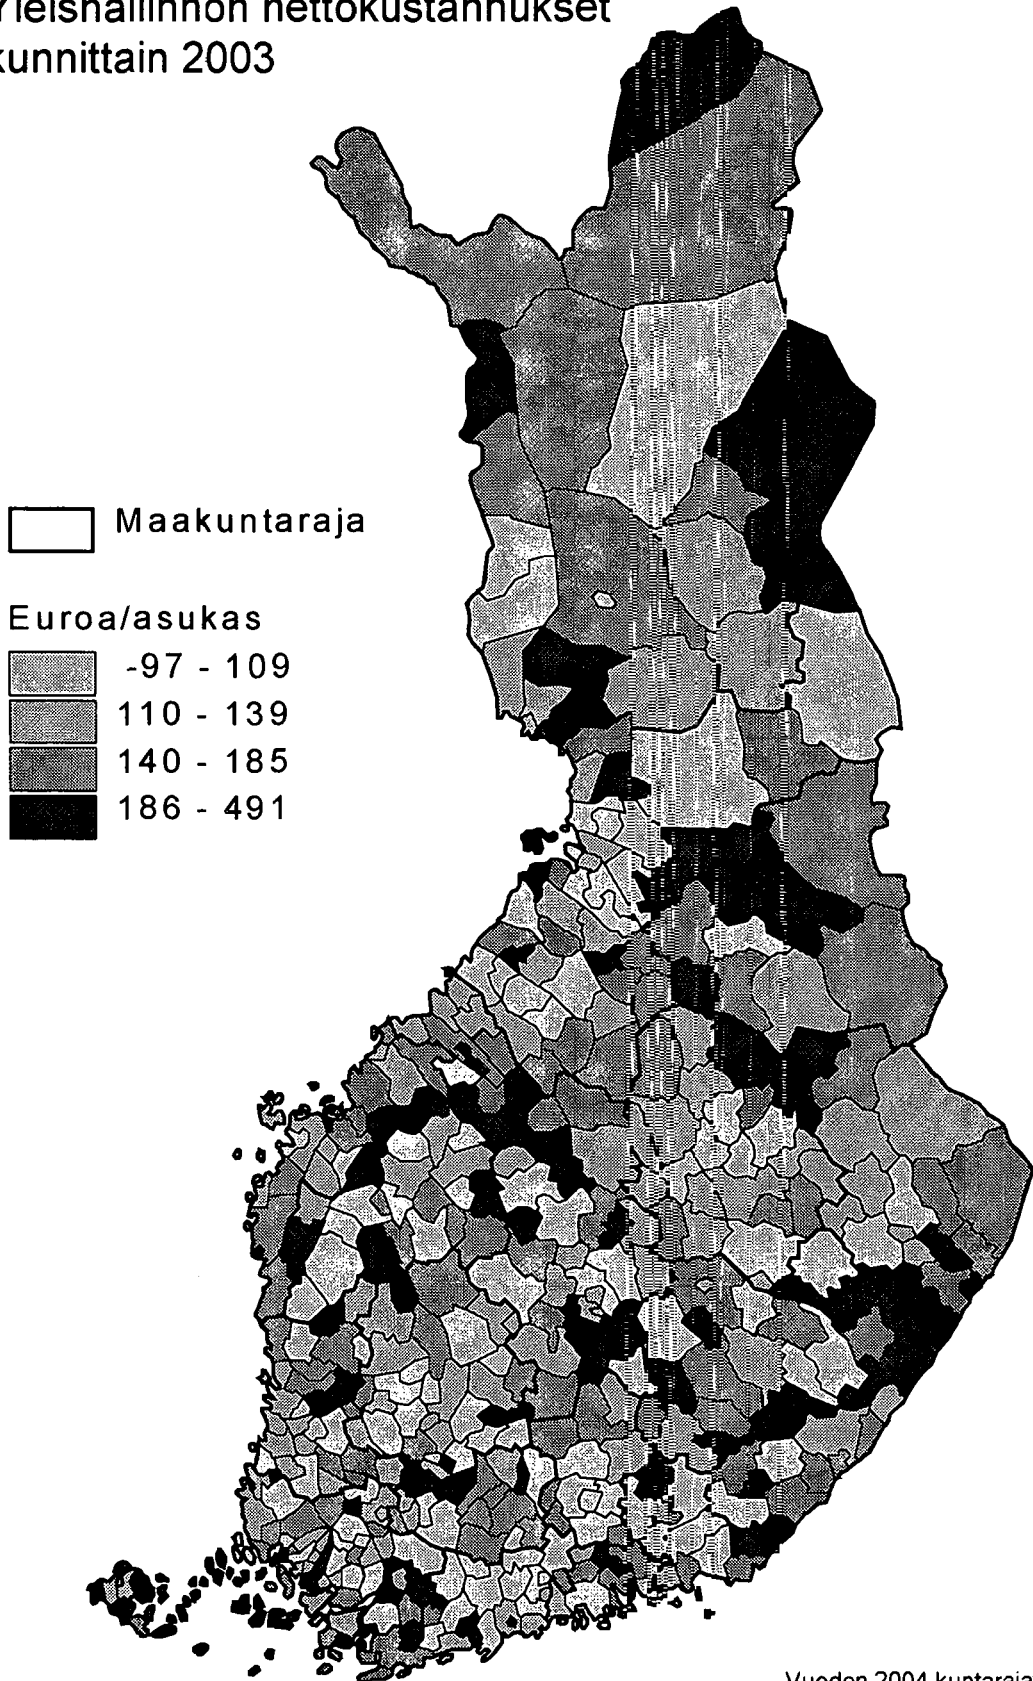 Yleishallinnon nettokustannukset
kunnittain 2003
Maakuntaraja
Euroa/asukas
-97 - 109
110 - 139
140 - 185
186 - 491
Vuoden 2004 kuntaraja